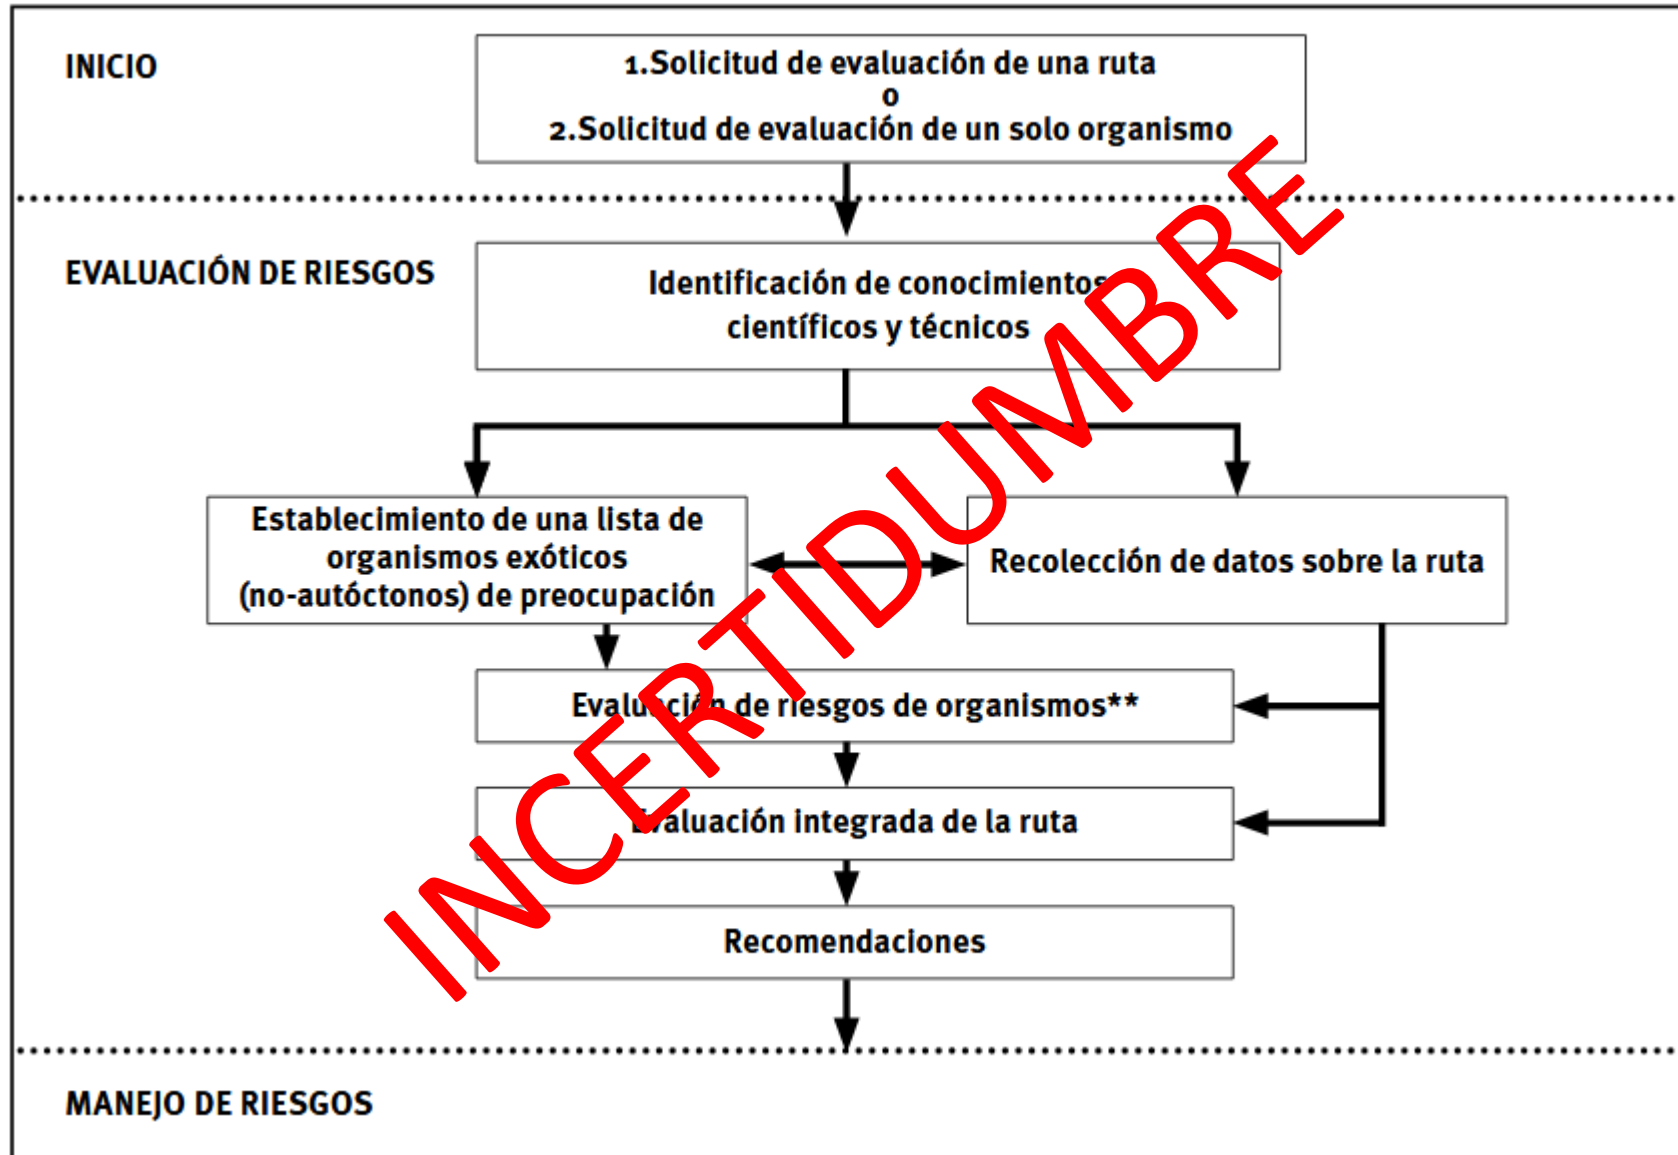 INICIO
1.Solicitud de evaluación de una ruta
o
2.Solicitud de evaluación de un solo organismo
EVALUACIÓN DE RIESGOS
Identificación de conocimientos
científicos y técnicos
Establecimiento de una lista de
organismos exóticos
(no-autóctonos) de preocupación
Recolección de datos sobre la ruta
Evaluación de riesgos de organismos**
Evaluación integrada de la ruta
Recomendaciones
MANEJO DE RIESGOS
INCERTIDUMBRE